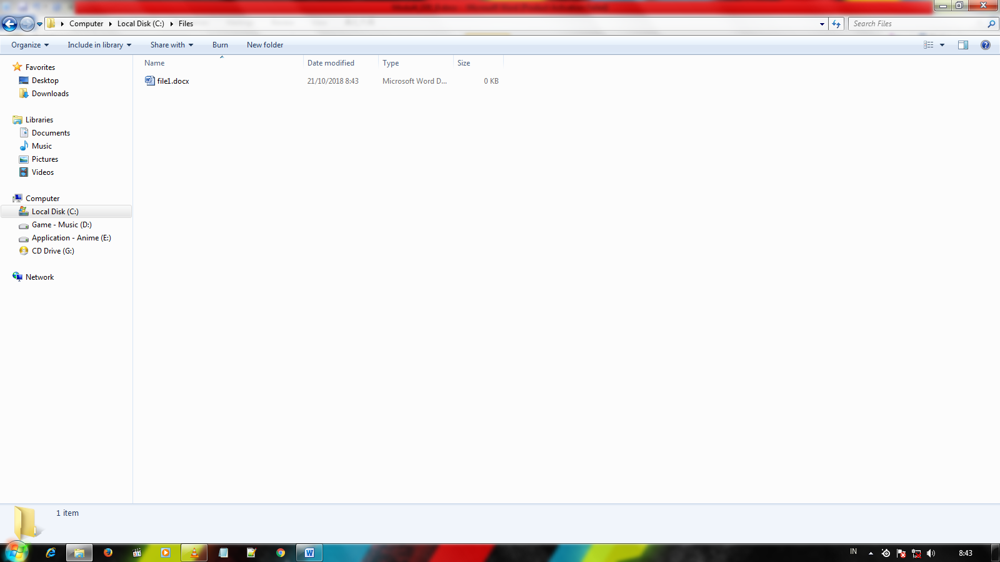 Computer Local Disk (C:) Files Search Files
Organize Include in library Share with Burn New folder
Name Date modified Type Size
file1.docx 21/10/2018 8:43 Microsoft Word D... 0 KB
Favorites
Desktop
Downloads
Libraries
Documents
Music
Pictures
Videos
Computer
Local Disk (C:)
Game - Music (D:)
Application - Anime (E:)
CD Drive (G:)
Network
1 item
IN 8:43